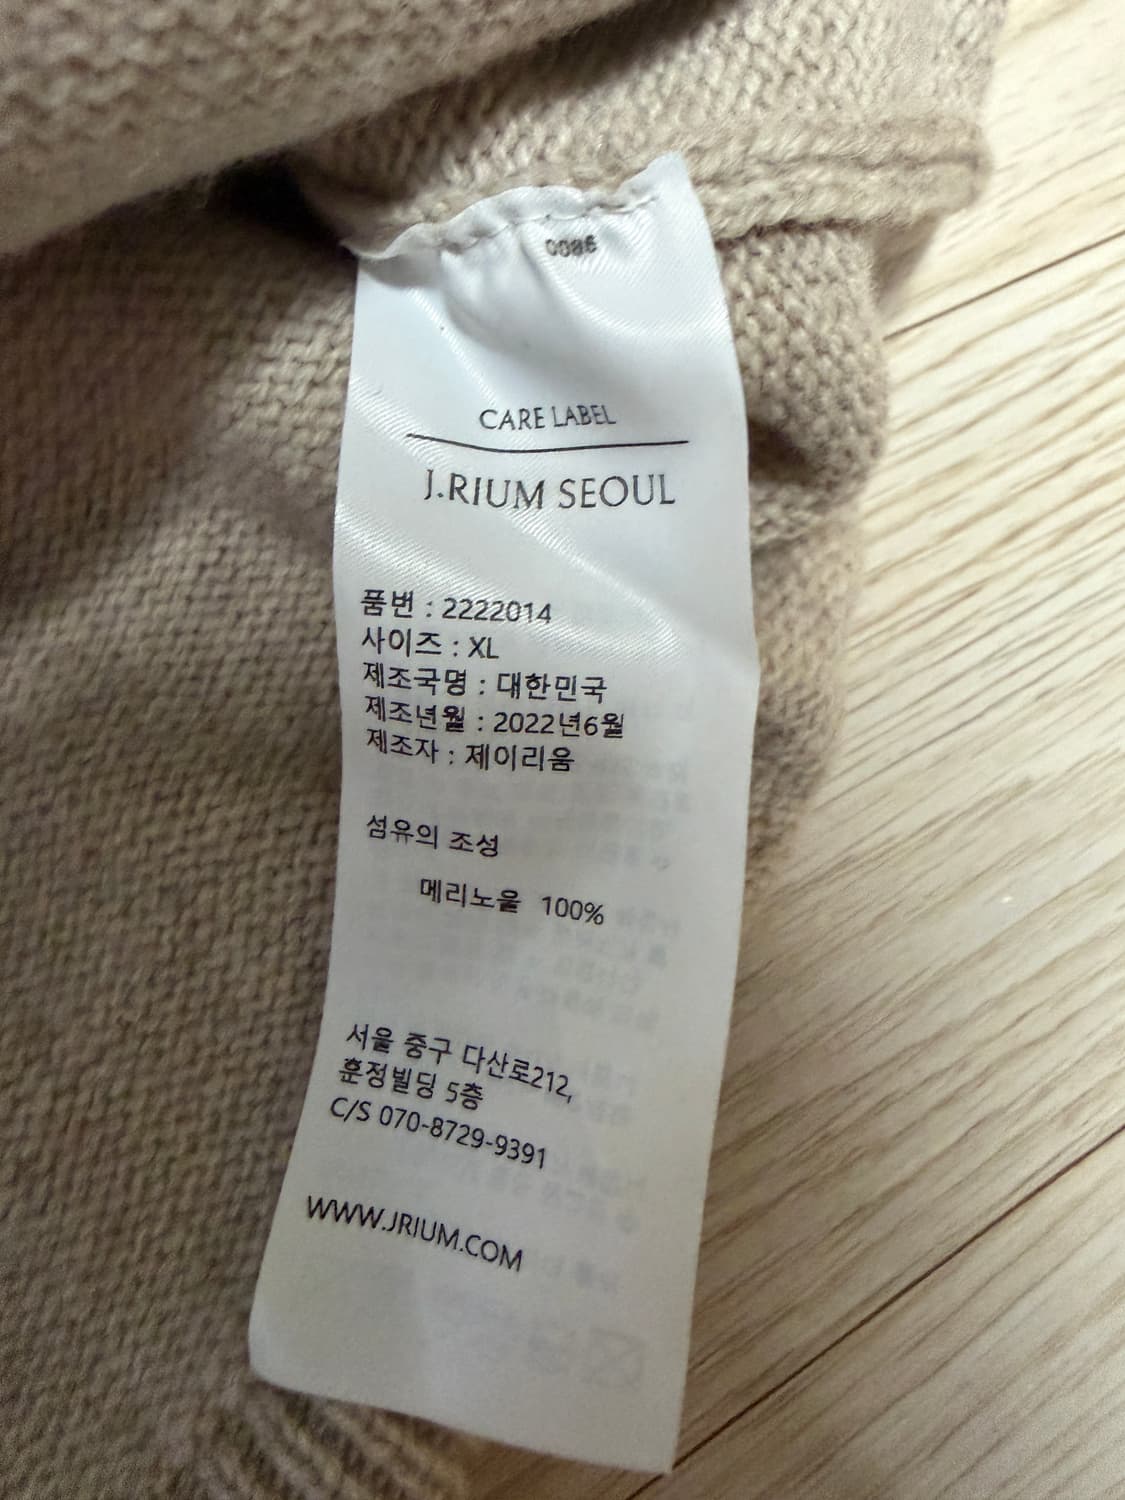 0086
CARE LABEL
J.RIUM SEOUL
품번 : 2222014
사이즈 : XL
제조국명 : 대한민국
제조년월 : 2022년6월
제조자 : 제이리움
섬유의 조성
메리노울 100%
서울 중구 다산로212,
훈정빌딩 5층
C/S 070-8729-9391
WWW.JRIUM.COM